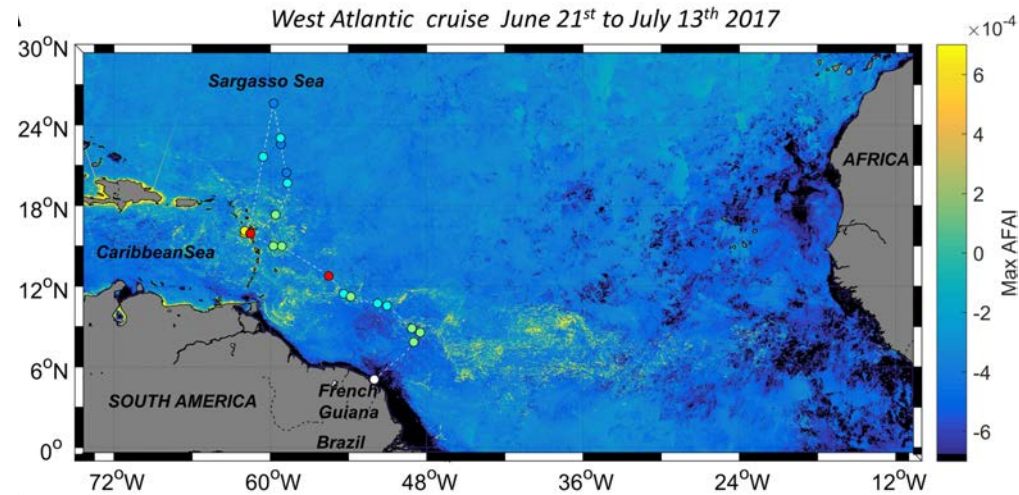 West Atlantic cruise June 21st to July 13th 2017
×10⁻⁴
30°N
24°N
18°N
12°N
6°N
0°
72°W
60°W
48°W
36°W
24°W
12°W
Sargasso Sea
AFRICA
CaribbeanSea
SOUTH AMERICA
French
Guiana
Brazil
6
4
2
0
-2
-4
-6
Max AFAI